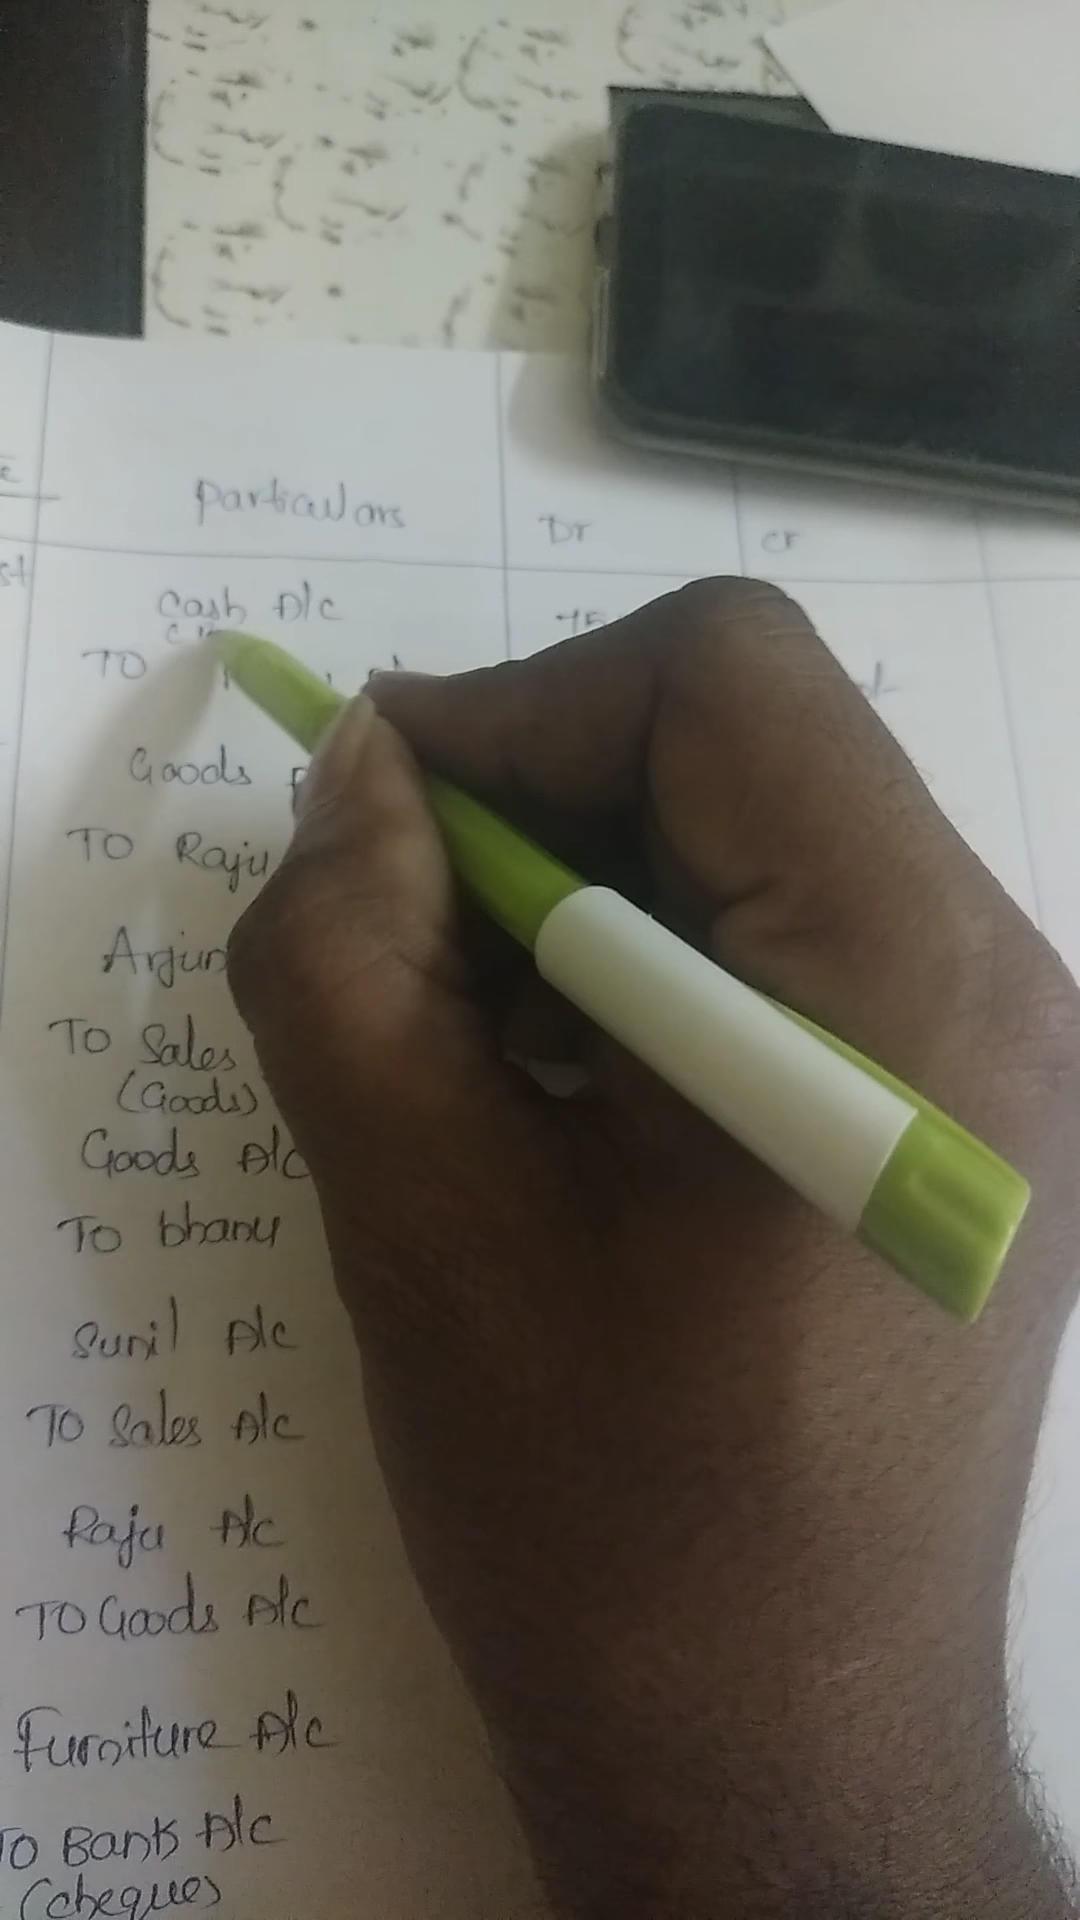 Particulars Dr Cr
Cash A/c
To
Goods
To Raju
Arjun
To Sales
(Goods)
Goods A/c
To bhanu
Sunil A/c
To Sales A/c
Raju A/c
To Goods A/c
Furniture A/c
To Bank A/c
(cheque)